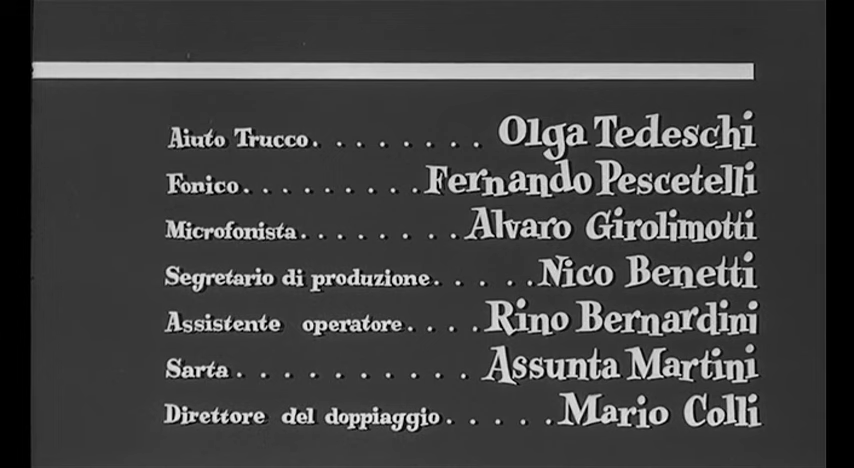 Aiuto Trucco. . . . . . . . Olga Tedeschi
Fonico. . . . . . . . . . Fernando Pescetelli
Microfonista. . . . . . . . Alvaro Girolimotti
Segretario di produzione. . . . . Nico Benetti
Assistente operatore. . . . Rino Bernardini
Sarta. . . . . . . . . . . Assunta Martini
Direttore del doppiaggio. . . . . Mario Colli